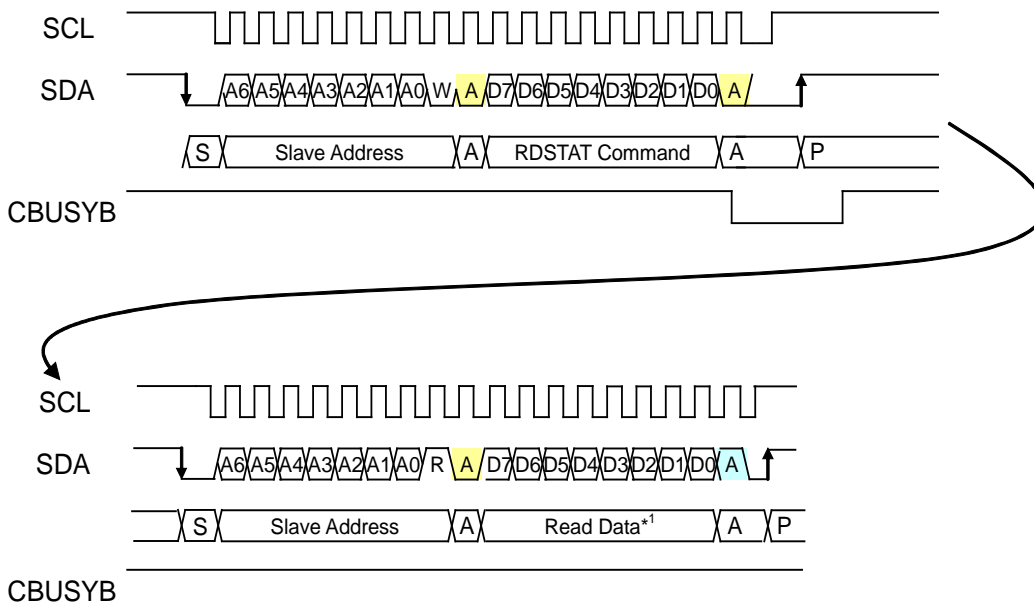 SCL
SDA A6 A5 A4 A3 A2 A1 A0 W A D7 D6 D5 D4 D3 D2 D1 D0 A
S Slave Address A RDSTAT Command A P
CBUSYB
SCL
SDA A6 A5 A4 A3 A2 A1 A0 R A D7 D6 D5 D4 D3 D2 D1 D0 A
S Slave Address A Read Data*1 A P
CBUSYB